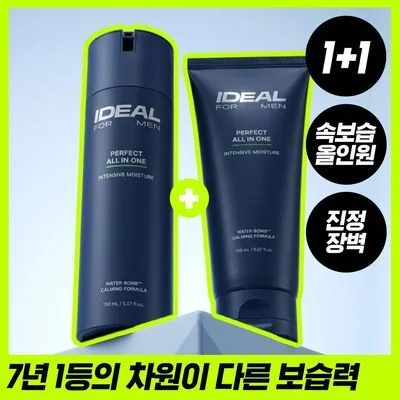 IDEAL
FOR MEN
PERFECT
ALL IN ONE
INTENSIVE MOISTURE
WATER-BOMB™
CALMING FORMULA
150 mL / 5.07 fl.oz.
IDEAL
FOR MEN
PERFECT
ALL IN ONE
INTENSIVE MOISTURE
WATER-BOMB™
CALMING FORMULA
150 mL / 5.07 fl.oz.
+
1+1
속보습
올인원
진정
장벽
7년 1등의 차원이 다른 보습력